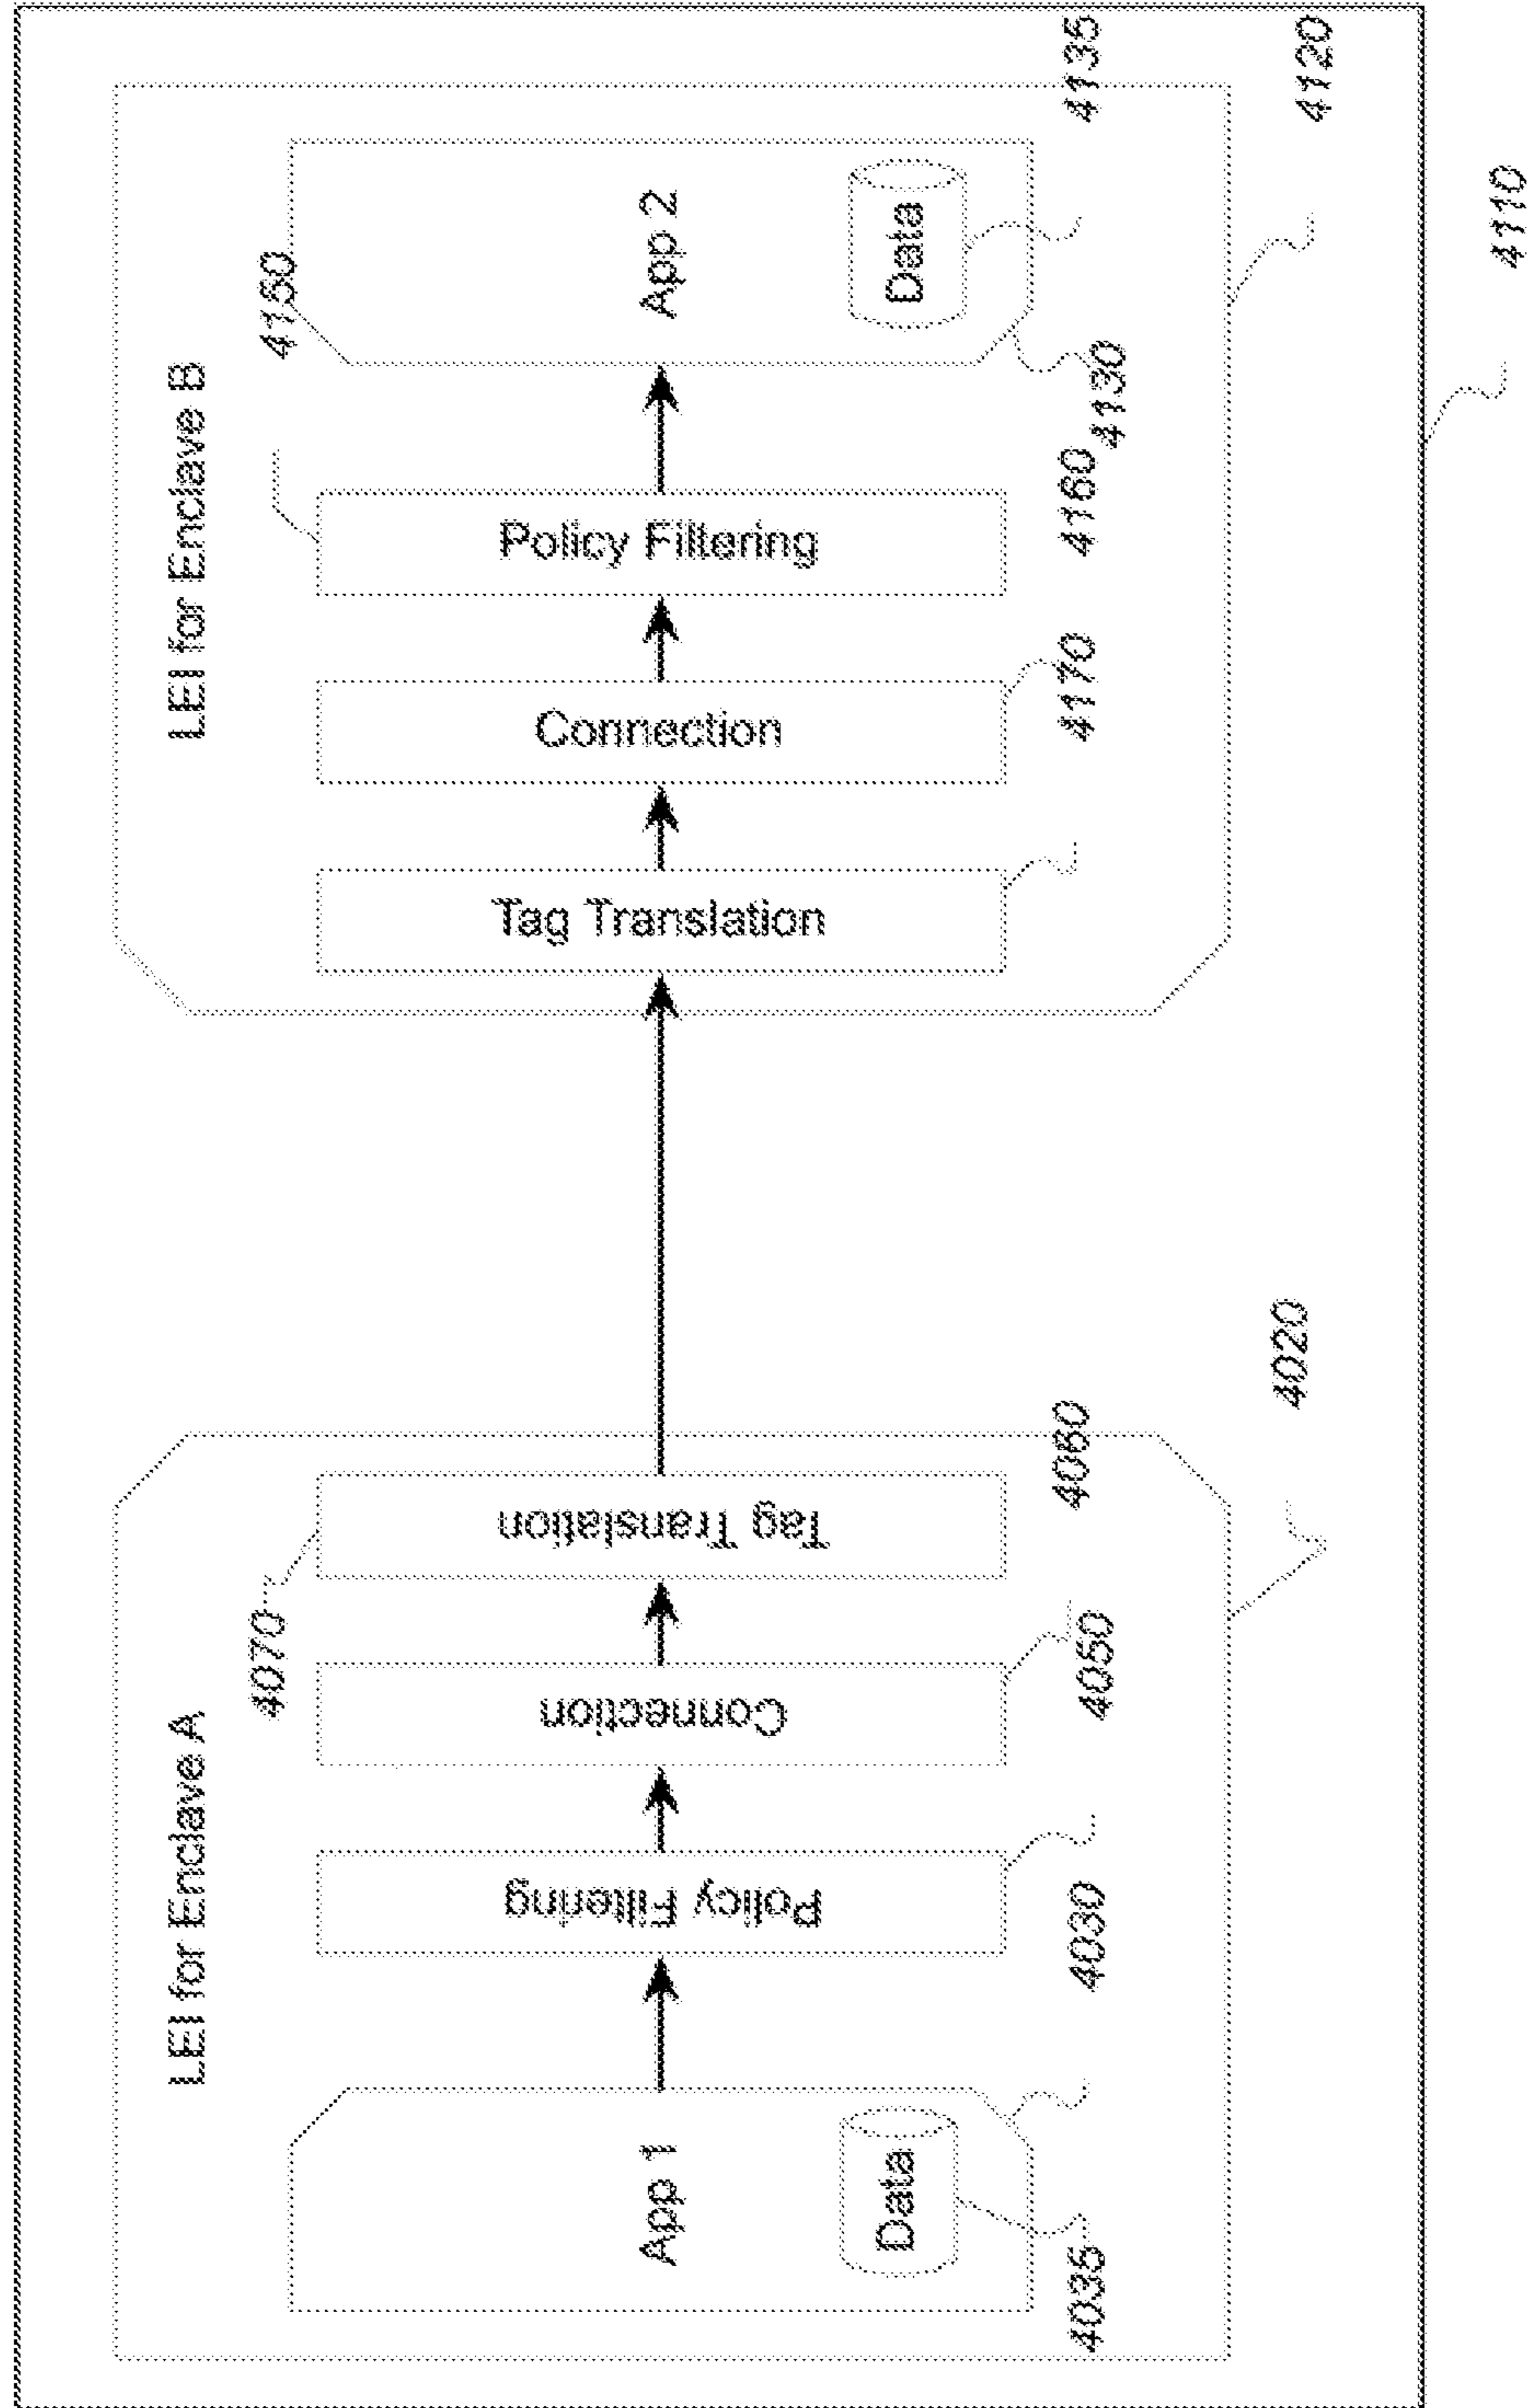 LEI for Enclave A
App 1
Data
4035
4030
Policy Filtering
4050
Connection
4060
Tag Translation
4070
4020
LEI for Enclave B
Tag Translation
4170
Connection
4160
Policy Filtering
4150
App 2
Data
4130
4135
4120
4110